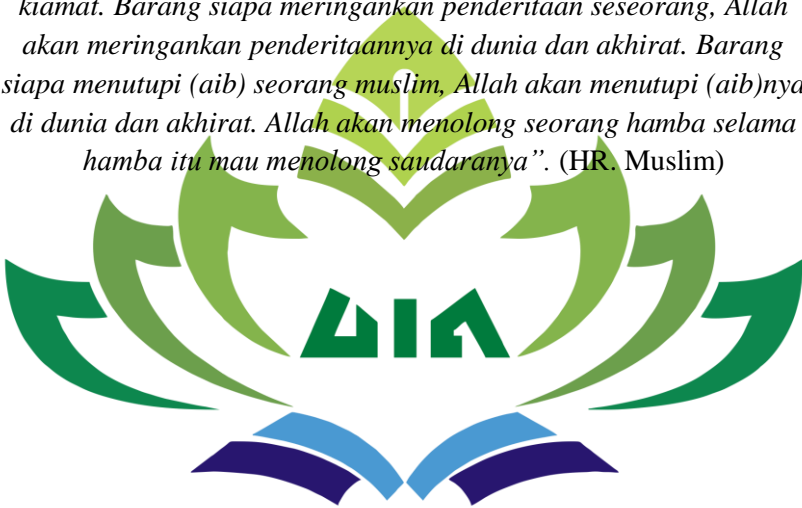 kiamat. Barang siapa meringankan penderitaan seseorang, Allah
akan meringankan penderitaannya di dunia dan akhirat. Barang
siapa menutupi (aib) seorang muslim, Allah akan menutupi (aib)nya
di dunia dan akhirat. Allah akan menolong seorang hamba selama
hamba itu mau menolong saudaranya”. (HR. Muslim)
UIA